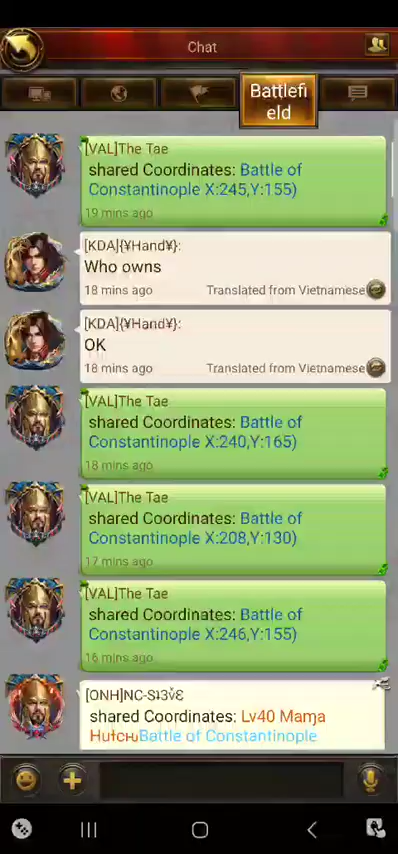 Chat
Battlefi
eld
[VAL]The Tae
shared Coordinates: Battle of
Constantinople X:245,Y:155)
19 mins ago
[KDA]{¥Hand¥}:
Who owns
18 mins ago Translated from Vietnamese
[KDA]{¥Hand¥}:
OK
18 mins ago Translated from Vietnamese
[VAL]The Tae
shared Coordinates: Battle of
Constantinople X:240,Y:165)
18 mins ago
[VAL]The Tae
shared Coordinates: Battle of
Constantinople X:208,Y:130)
17 mins ago
[VAL]The Tae
shared Coordinates: Battle of
Constantinople X:246,Y:155)
16 mins ago
shared Coordinates: Lv40
Battle of Constantinople